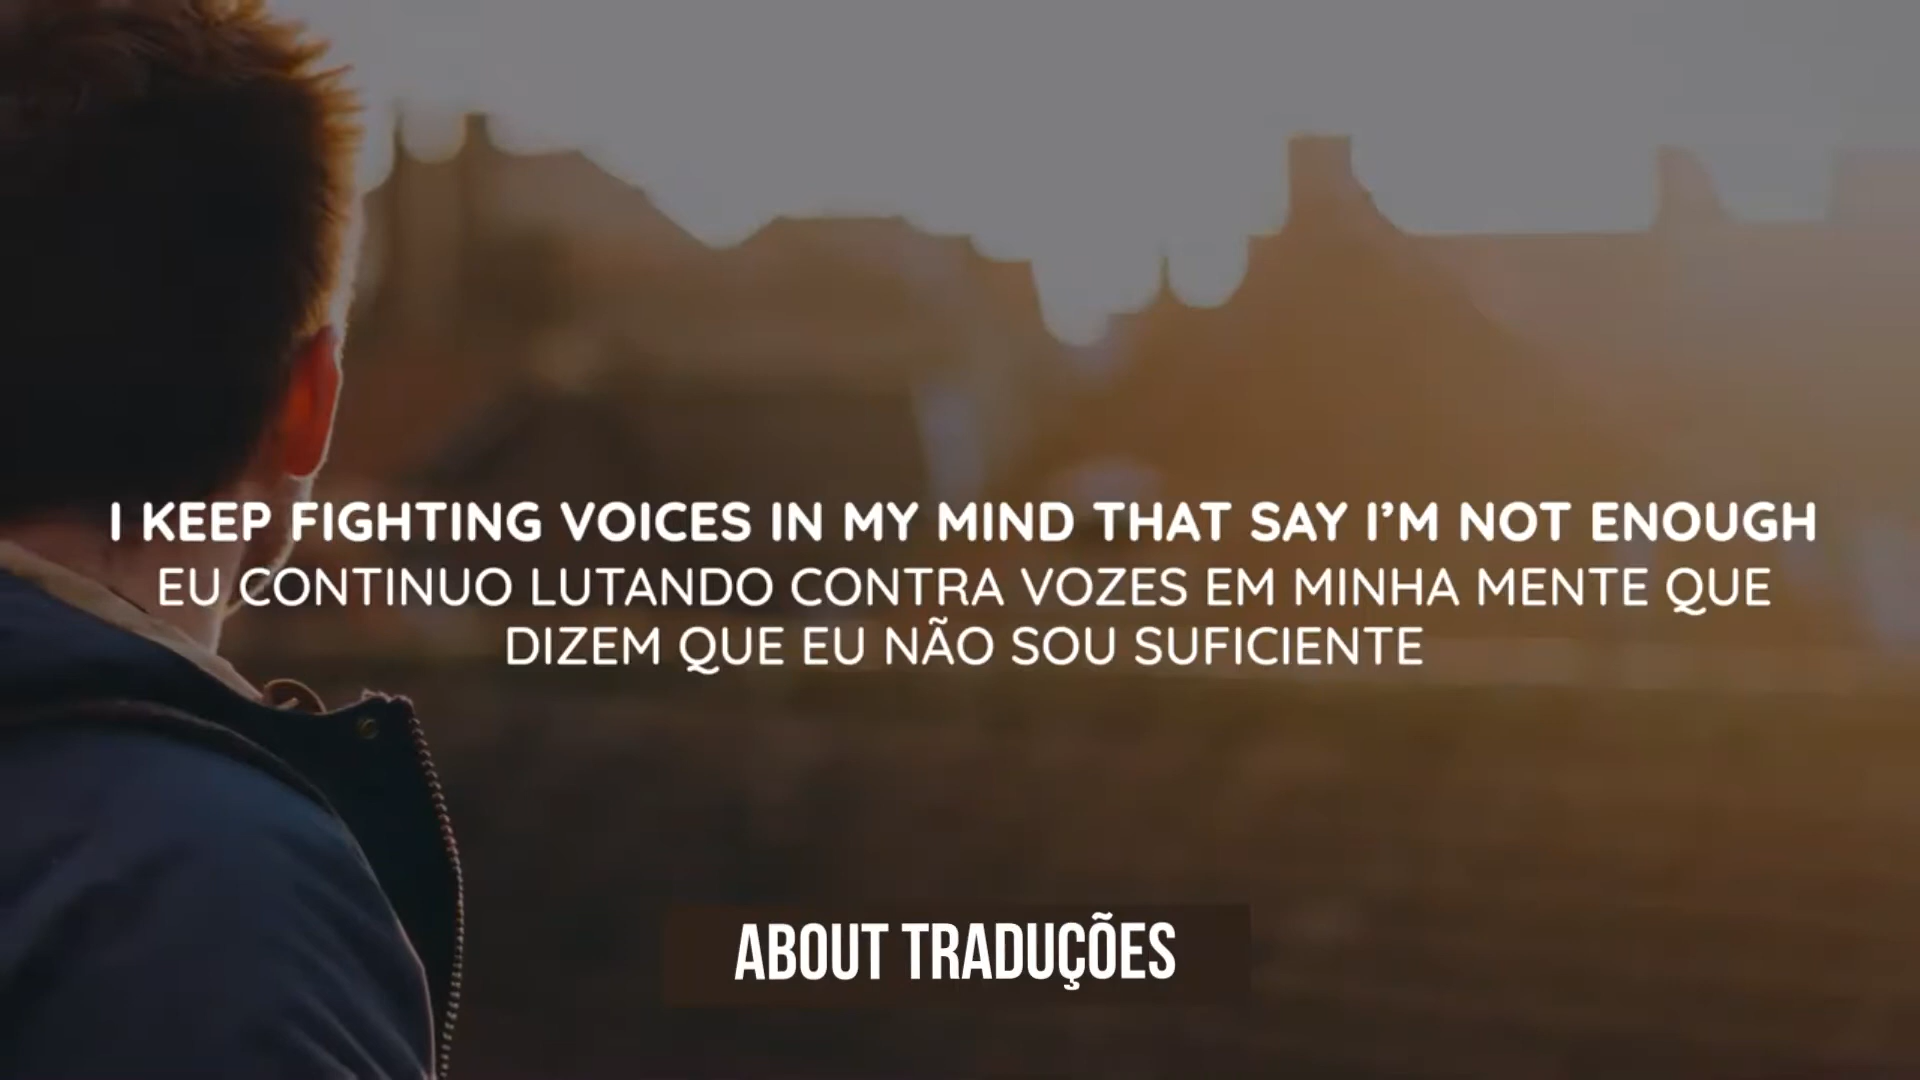 I KEEP FIGHTING VOICES IN MY MIND THAT SAY I’M NOT ENOUGH
EU CONTINUO LUTANDO CONTRA VOZES EM MINHA MENTE QUE
DIZEM QUE EU NÃO SOU SUFICIENTE
ABOUT TRADUÇÕES